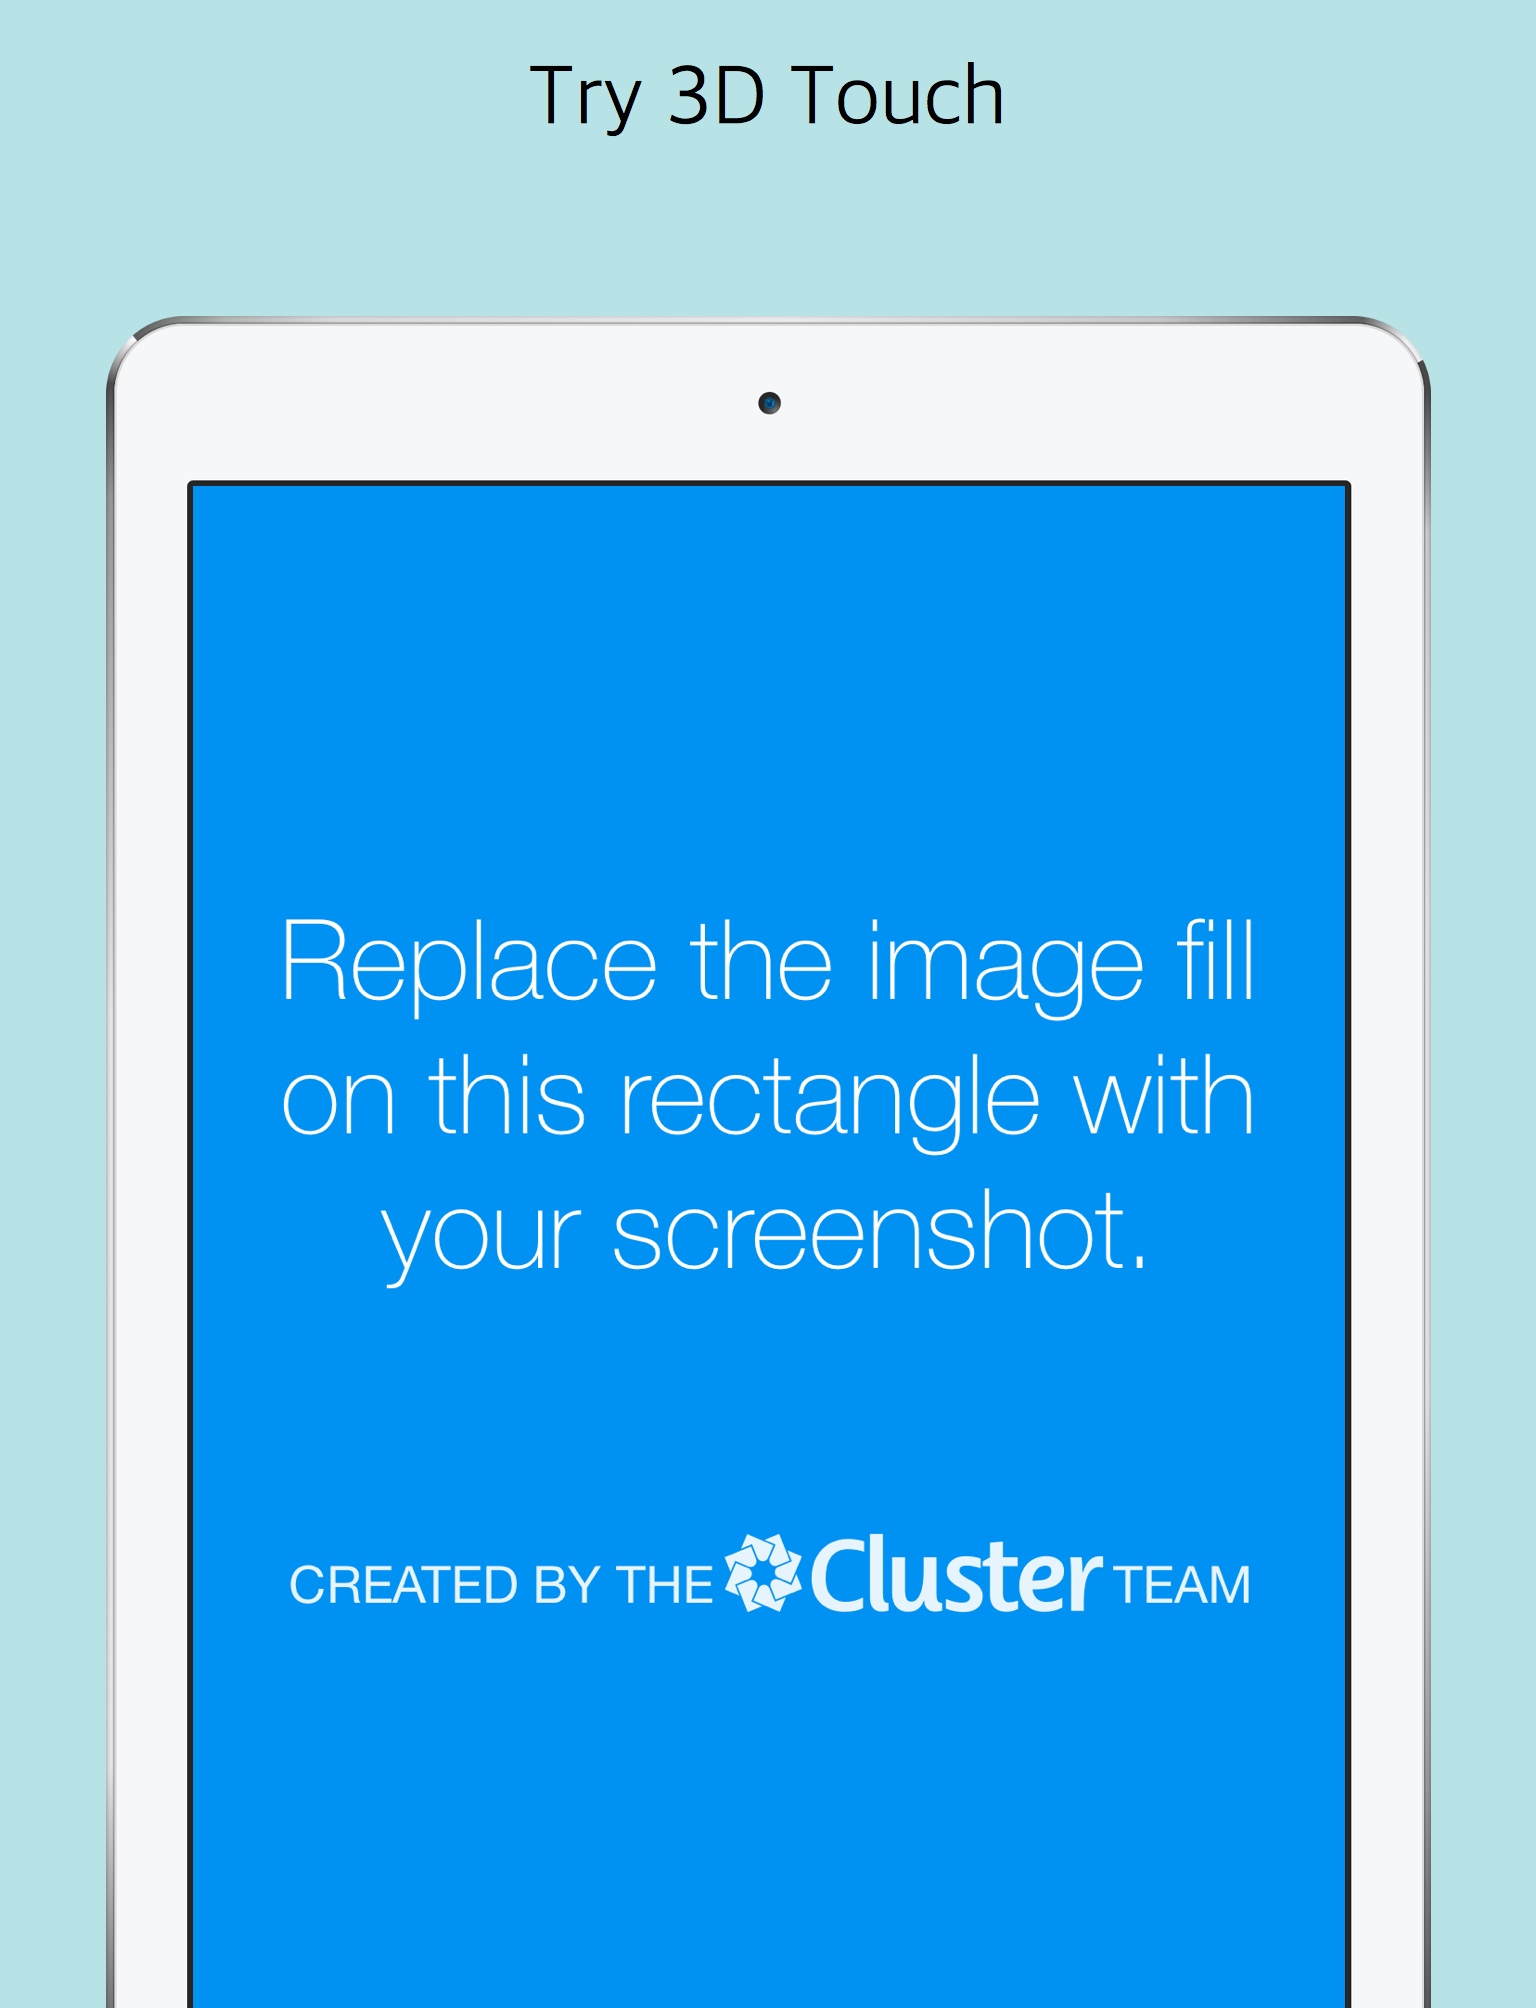 Try 3D Touch
Replace the image fill
on this rectangle with
your screenshot.
CREATED BY THE Cluster TEAM